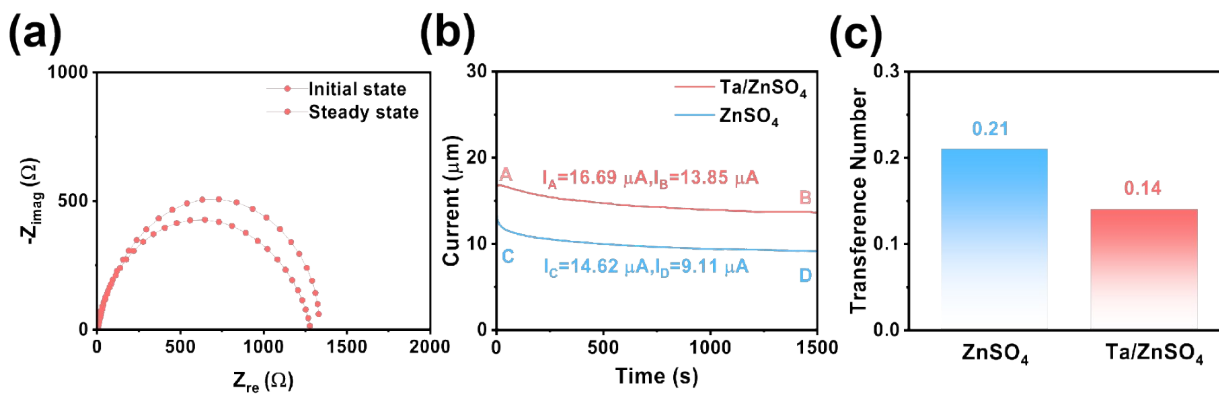 (a)
1000
500
0
-Z_imag (Ω)
Initial state
Steady state
0 500 1000 1500 2000
Z_re (Ω)
(b)
30
20
10
0
Current (μm)
Ta/ZnSO₄
ZnSO₄
A
I_A=16.69 μA,I_B=13.85 μA
B
C
I_C=14.62 μA,I_D=9.11 μA
D
0 500 1000 1500
Time (s)
(c)
0.3
0.2
0.1
0.0
Transference Number
0.21
0.14
ZnSO₄ Ta/ZnSO₄